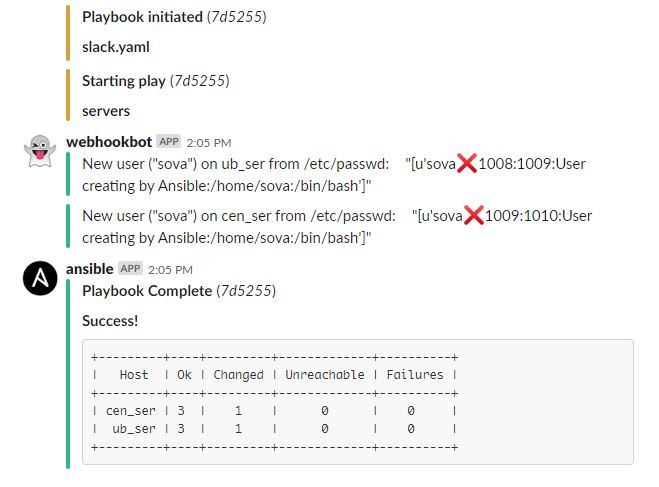 Playbook initiated (7d5255)
slack.yaml
Starting play (7d5255)
servers
webhookbot APP 2:05 PM
New user ("sova") on ub_ser from /etc/passwd: "[u'sova❌1008:1009:User
creating by Ansible:/home/sova:/bin/bash']"
New user ("sova") on cen_ser from /etc/passwd: "[u'sova❌1009:1010:User
creating by Ansible:/home/sova:/bin/bash']"
ansible APP 2:05 PM
Playbook Complete (7d5255)
Success!
+---------+----+---------+-------------+----------+
| Host | Ok | Changed | Unreachable | Failures |
+---------+----+---------+-------------+----------+
| cen_ser | 3 | 1 | 0 | 0 |
| ub_ser | 3 | 1 | 0 | 0 |
+---------+----+---------+-------------+----------+